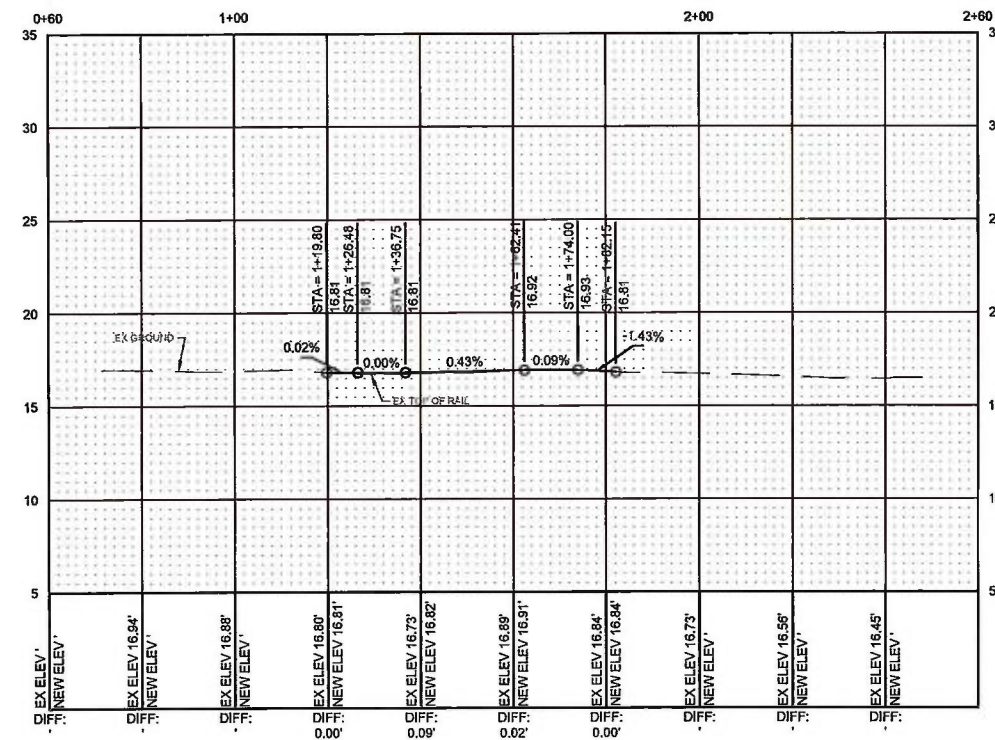 0+60 1+00 2+00 2+60
35
30
25
20
15
10
5
STA = 1+19.80
16.81
STA = 1+26.48
16.81
STA = 1+36.75
16.81
STA = 1+62.41
16.92
STA = 1+74.00
16.93
STA = 1+82.15
16.81
EX GROUND
0.02%
0.00%
0.43%
0.09%
-1.43%
EX TOP OF RAIL
EX ELEV '
NEW ELEV '
DIFF:
'
EX ELEV 16.94'
NEW ELEV '
DIFF:
'
EX ELEV 16.88'
NEW ELEV '
DIFF:
'
EX ELEV 16.80'
NEW ELEV 16.81'
DIFF:
0.00'
EX ELEV 16.73'
NEW ELEV 16.82'
DIFF:
0.09'
EX ELEV 16.89'
NEW ELEV 16.91'
DIFF:
0.02'
EX ELEV 16.84'
NEW ELEV 16.84'
DIFF:
0.00'
EX ELEV 16.73'
NEW ELEV '
DIFF:
'
EX ELEV 16.56'
NEW ELEV '
DIFF:
'
EX ELEV 16.45'
NEW ELEV '
DIFF:
'